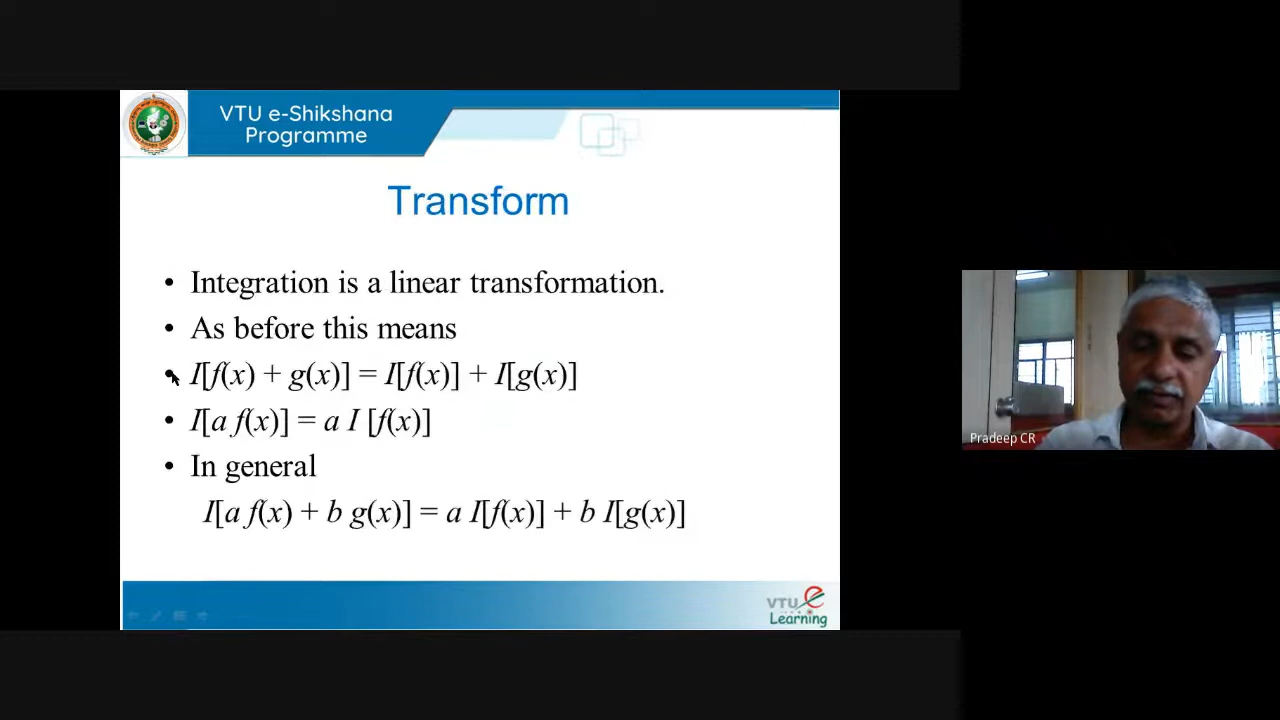 VTU e-Shikshana
Programme
Transform
• Integration is a linear transformation.
• As before this means
• I[f(x) + g(x)] = I[f(x)] + I[g(x)]
• I[a f(x)] = a I [f(x)]
• In general
I[a f(x) + b g(x)] = a I[f(x)] + b I[g(x)]
Pradeep CR
VTU e
Learning